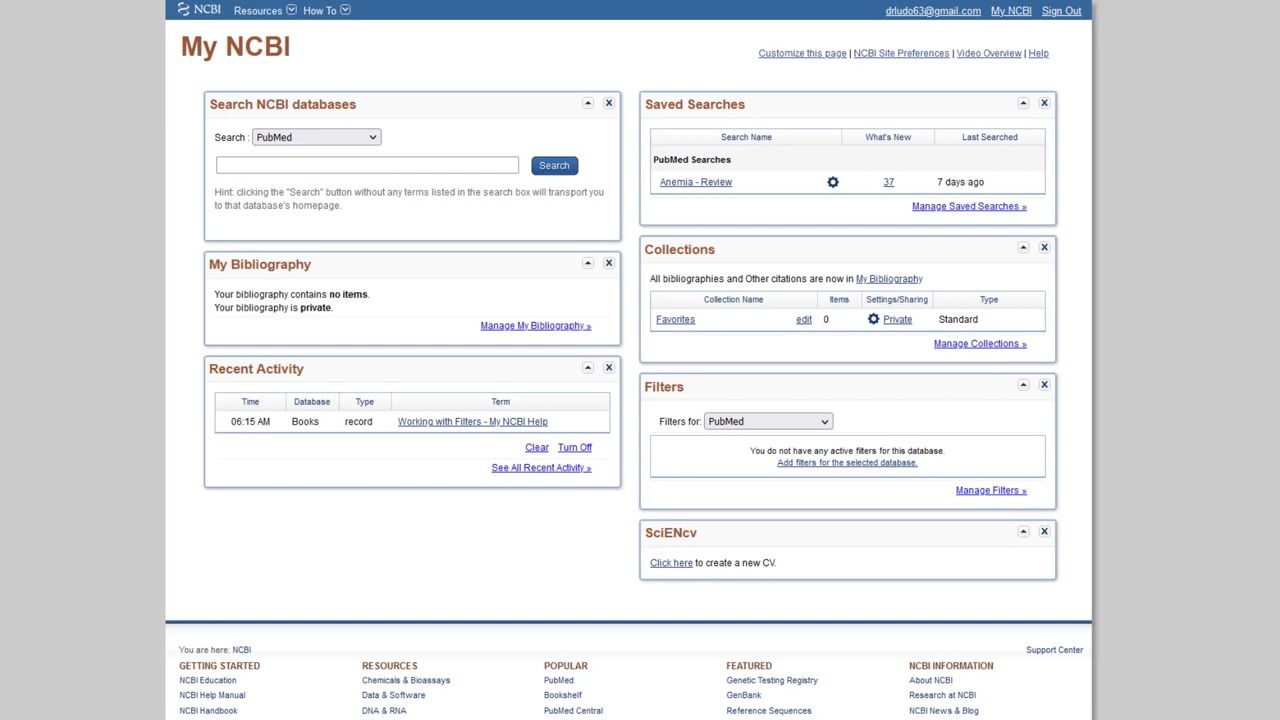 NCBI Resources How To drludo63@gmail.com My NCBI Sign Out
My NCBI
Customize this page | NCBI Site Preferences | Video Overview | Help
Search NCBI databases
Search : PubMed
Search
Hint: clicking the "Search" button without any terms listed in the search box will transport you
to that database's homepage.
My Bibliography
Your bibliography contains no items.
Your bibliography is private.
Manage My Bibliography »
Recent Activity
Time Database Type Term
06:15 AM Books record Working with Filters - My NCBI Help
Clear Turn Off
See All Recent Activity »
Saved Searches
Search Name What's New Last Searched
PubMed Searches
Anemia - Review 37 7 days ago
Manage Saved Searches »
Collections
All bibliographies and Other citations are now in My Bibliography
Collection Name Items Settings/Sharing Type
Favorites edit 0 Private Standard
Manage Collections »
Filters
Filters for: PubMed
You do not have any active filters for this database.
Add filters for the selected database.
Manage Filters »
SciENcv
Click here to create a new CV.
You are here: NCBI Support Center
GETTING STARTED RESOURCES POPULAR FEATURED NCBI INFORMATION
NCBI Education Chemicals & Bioassays PubMed Genetic Testing Registry About NCBI
NCBI Help Manual Data & Software Bookshelf GenBank Research at NCBI
NCBI Handbook DNA & RNA PubMed Central Reference Sequences NCBI News & Blog